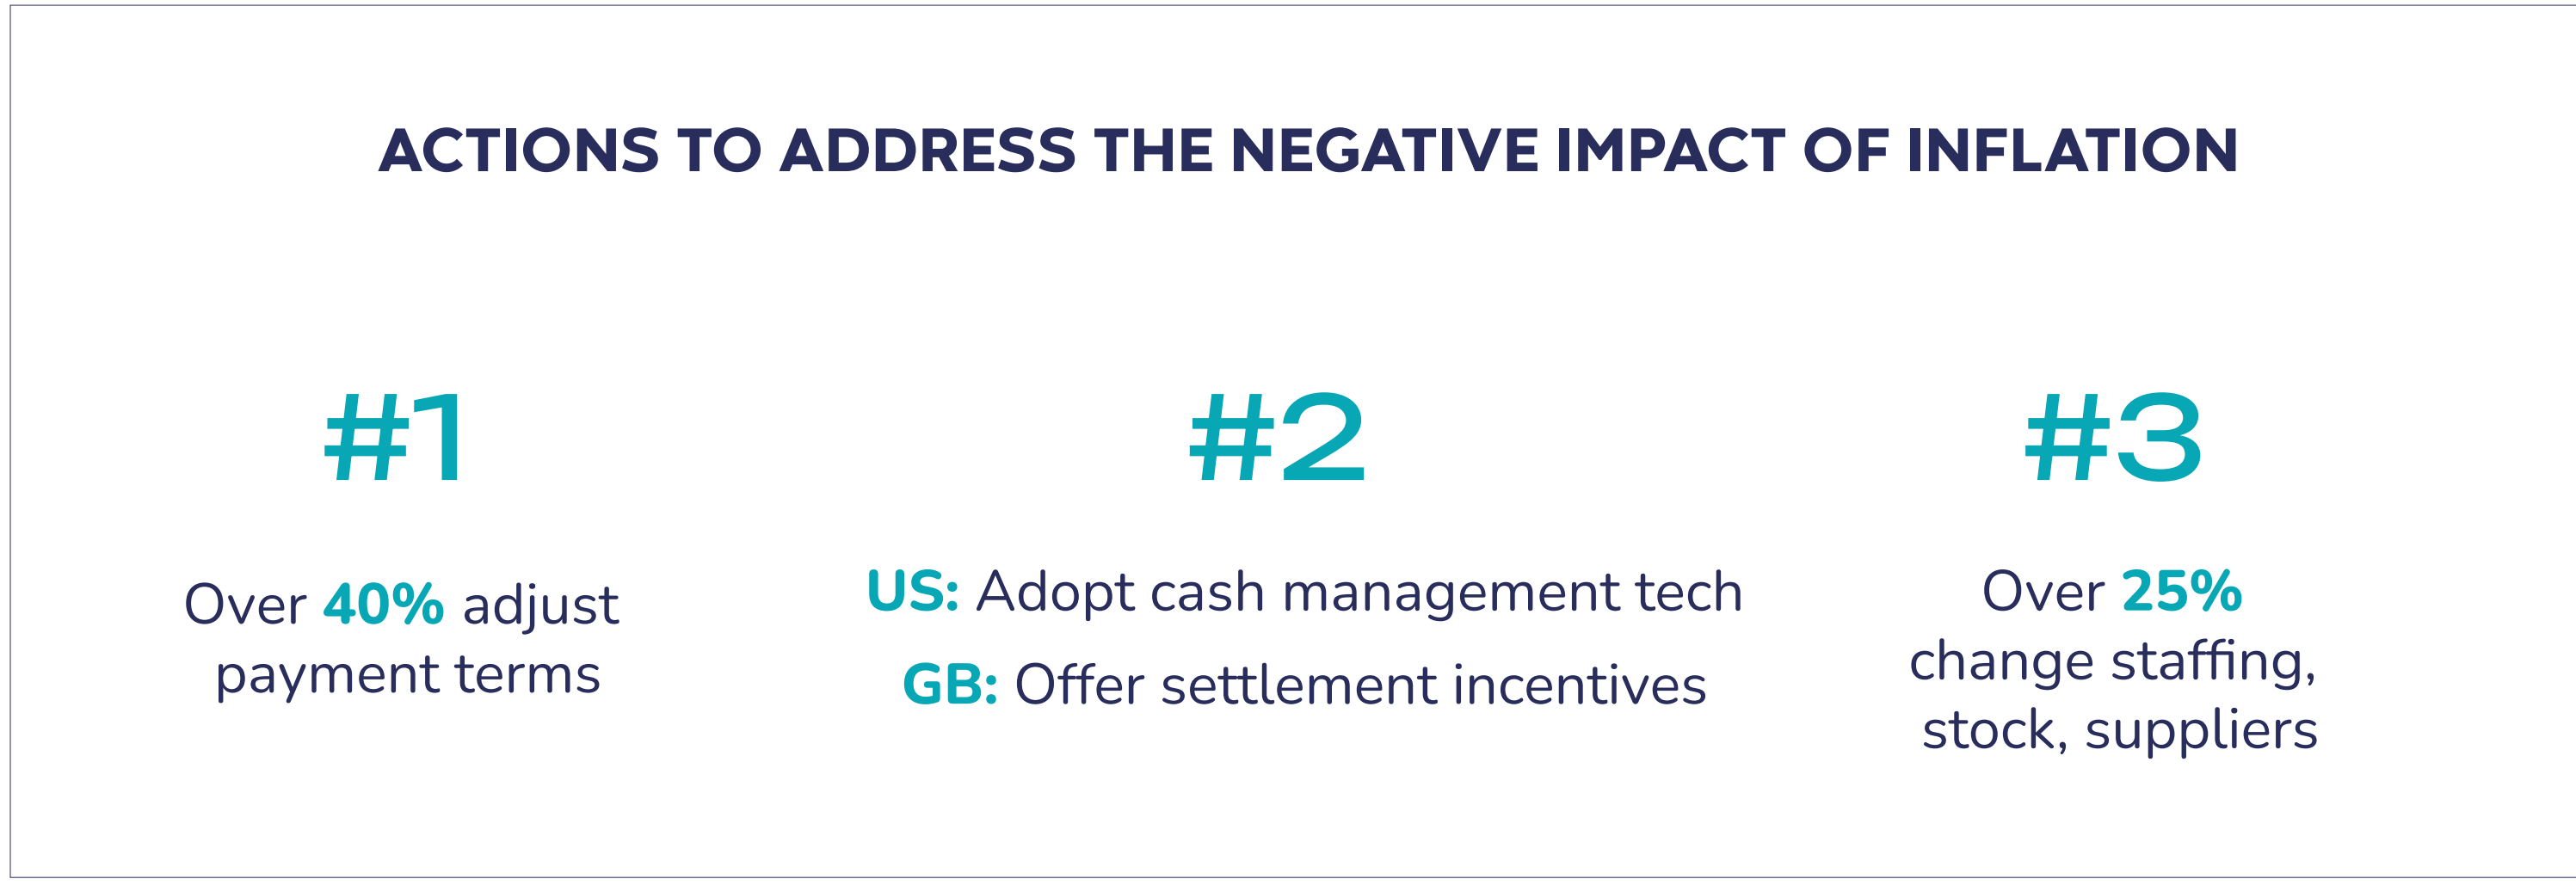 ACTIONS TO ADDRESS THE NEGATIVE IMPACT OF INFLATION
#1
Over 40% adjust
payment terms
#2
US: Adopt cash management tech
GB: Offer settlement incentives
#3
Over 25%
change staffing,
stock, suppliers